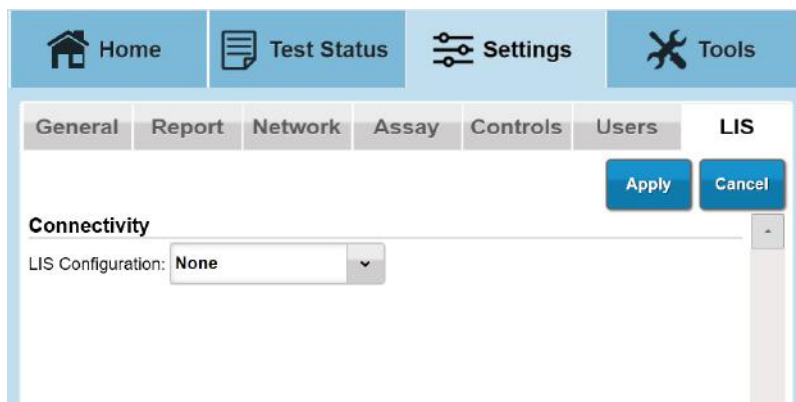 Home Test Status Settings Tools
General Report Network Assay Controls Users LIS
Apply Cancel
Connectivity
LIS Configuration: None